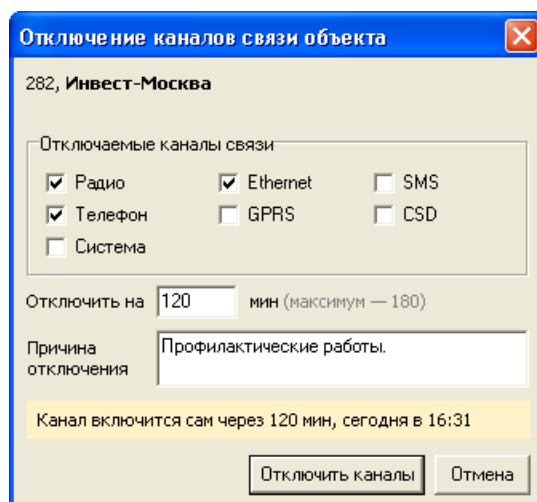 Отключение каналов связи объекта
282, Инвест-Москва
Отключаемые каналы связи
Радио Ethernet SMS
Телефон GPRS CSD
Система
Отключить на 120 мин (максимум — 180)
Причина отключения Профилактические работы.
Канал включится сам через 120 мин, сегодня в 16:31
Отключить каналы Отмена